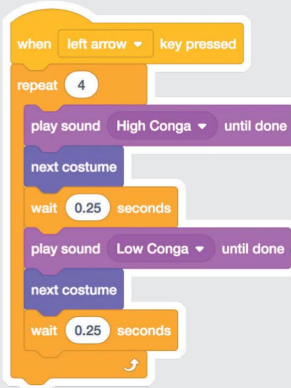 when left arrow key pressed
repeat 4
play sound High Conga until done
next costume
wait 0.25 seconds
play sound Low Conga until done
next costume
wait 0.25 seconds